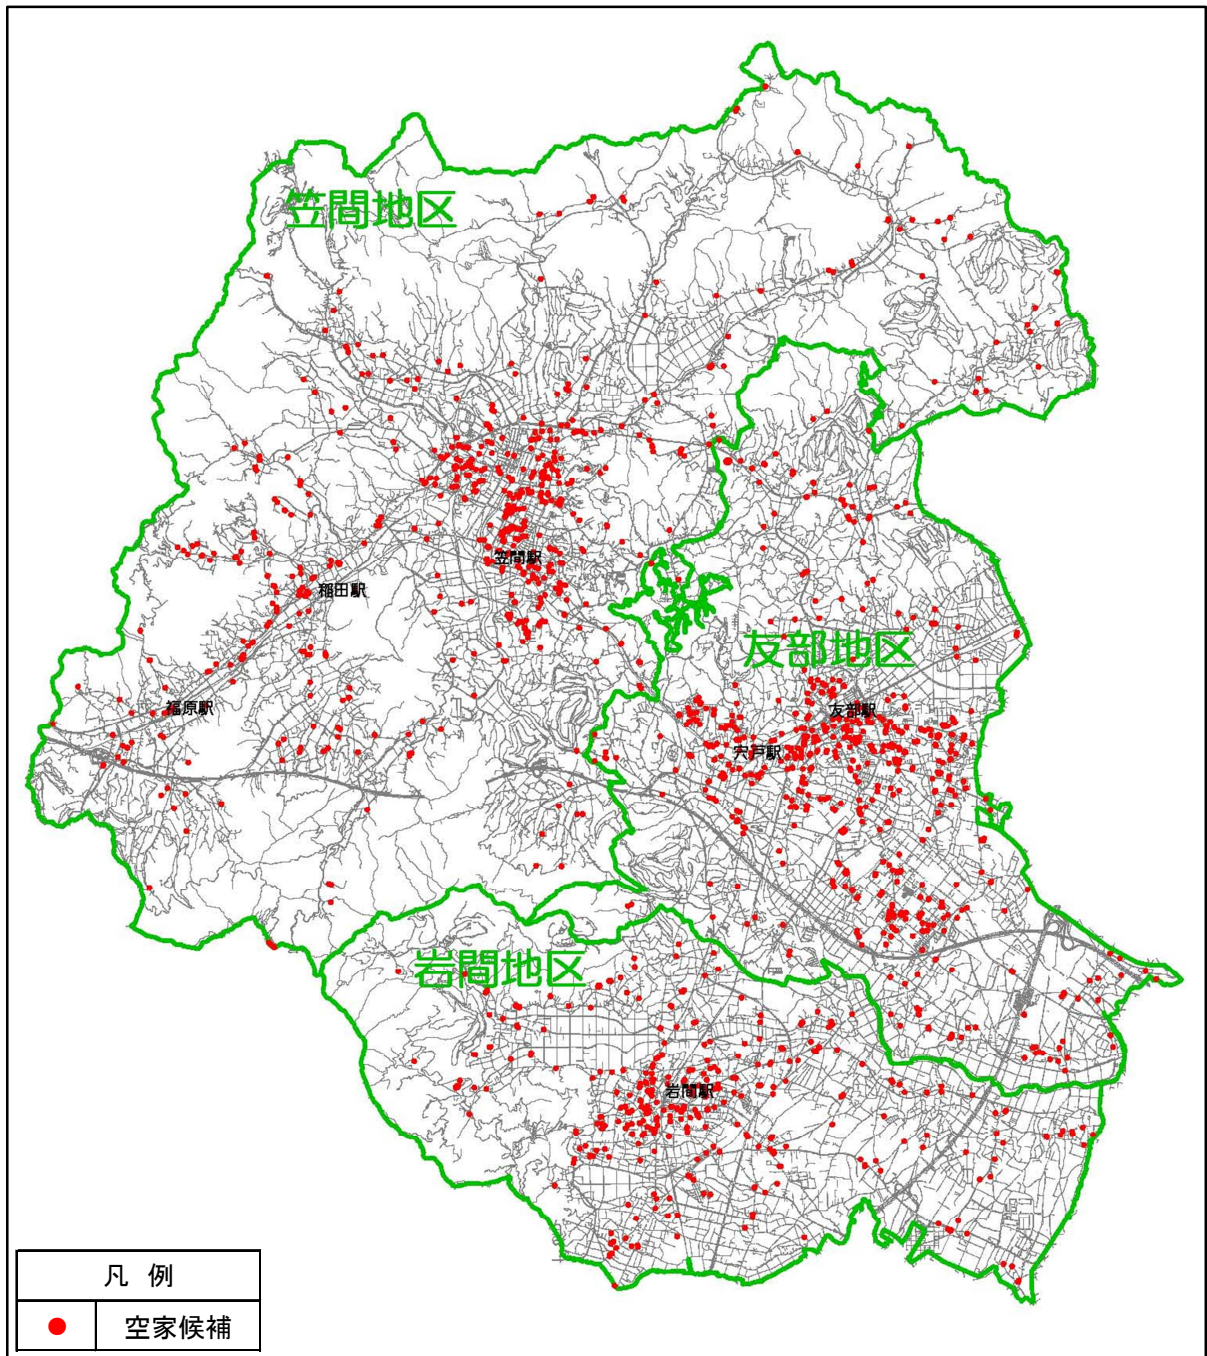 笠間地区
笠間駅
稲田駅
友部地区
福原駅
友部駅
宍戸駅
岩間地区
岩間駅
凡 例
空家候補